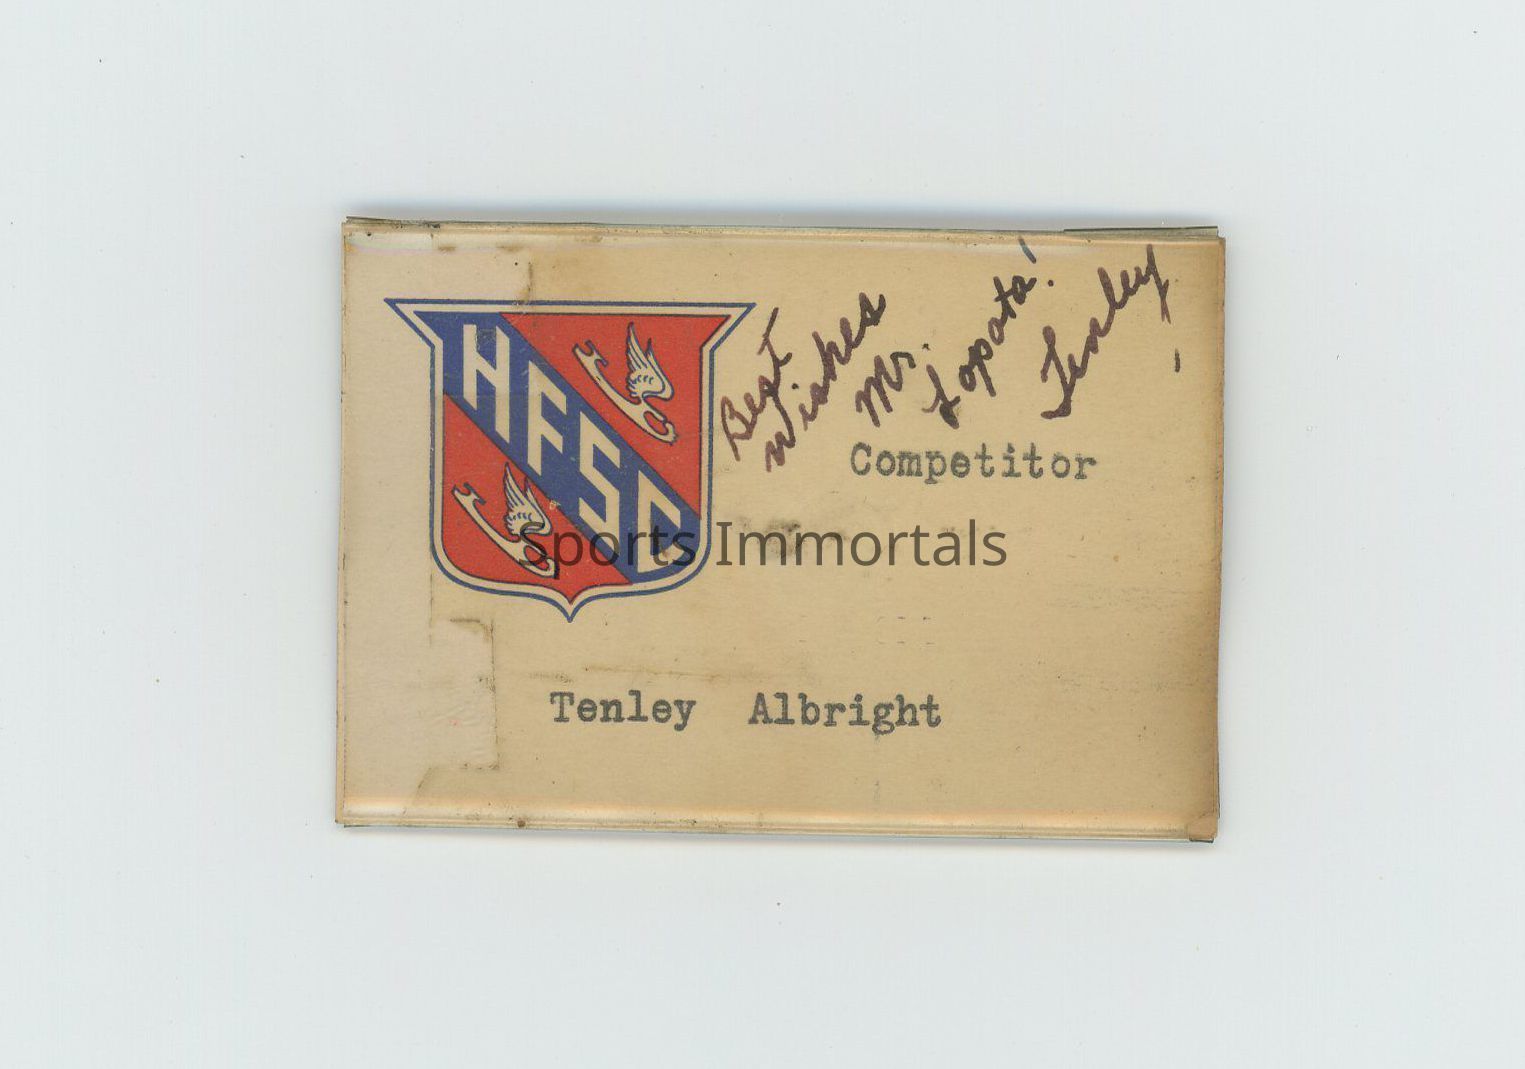 HFSC
Best
Wishes
Mr.
Lopata!
Tenley
Competitor
Sports Immortals
Tenley Albright